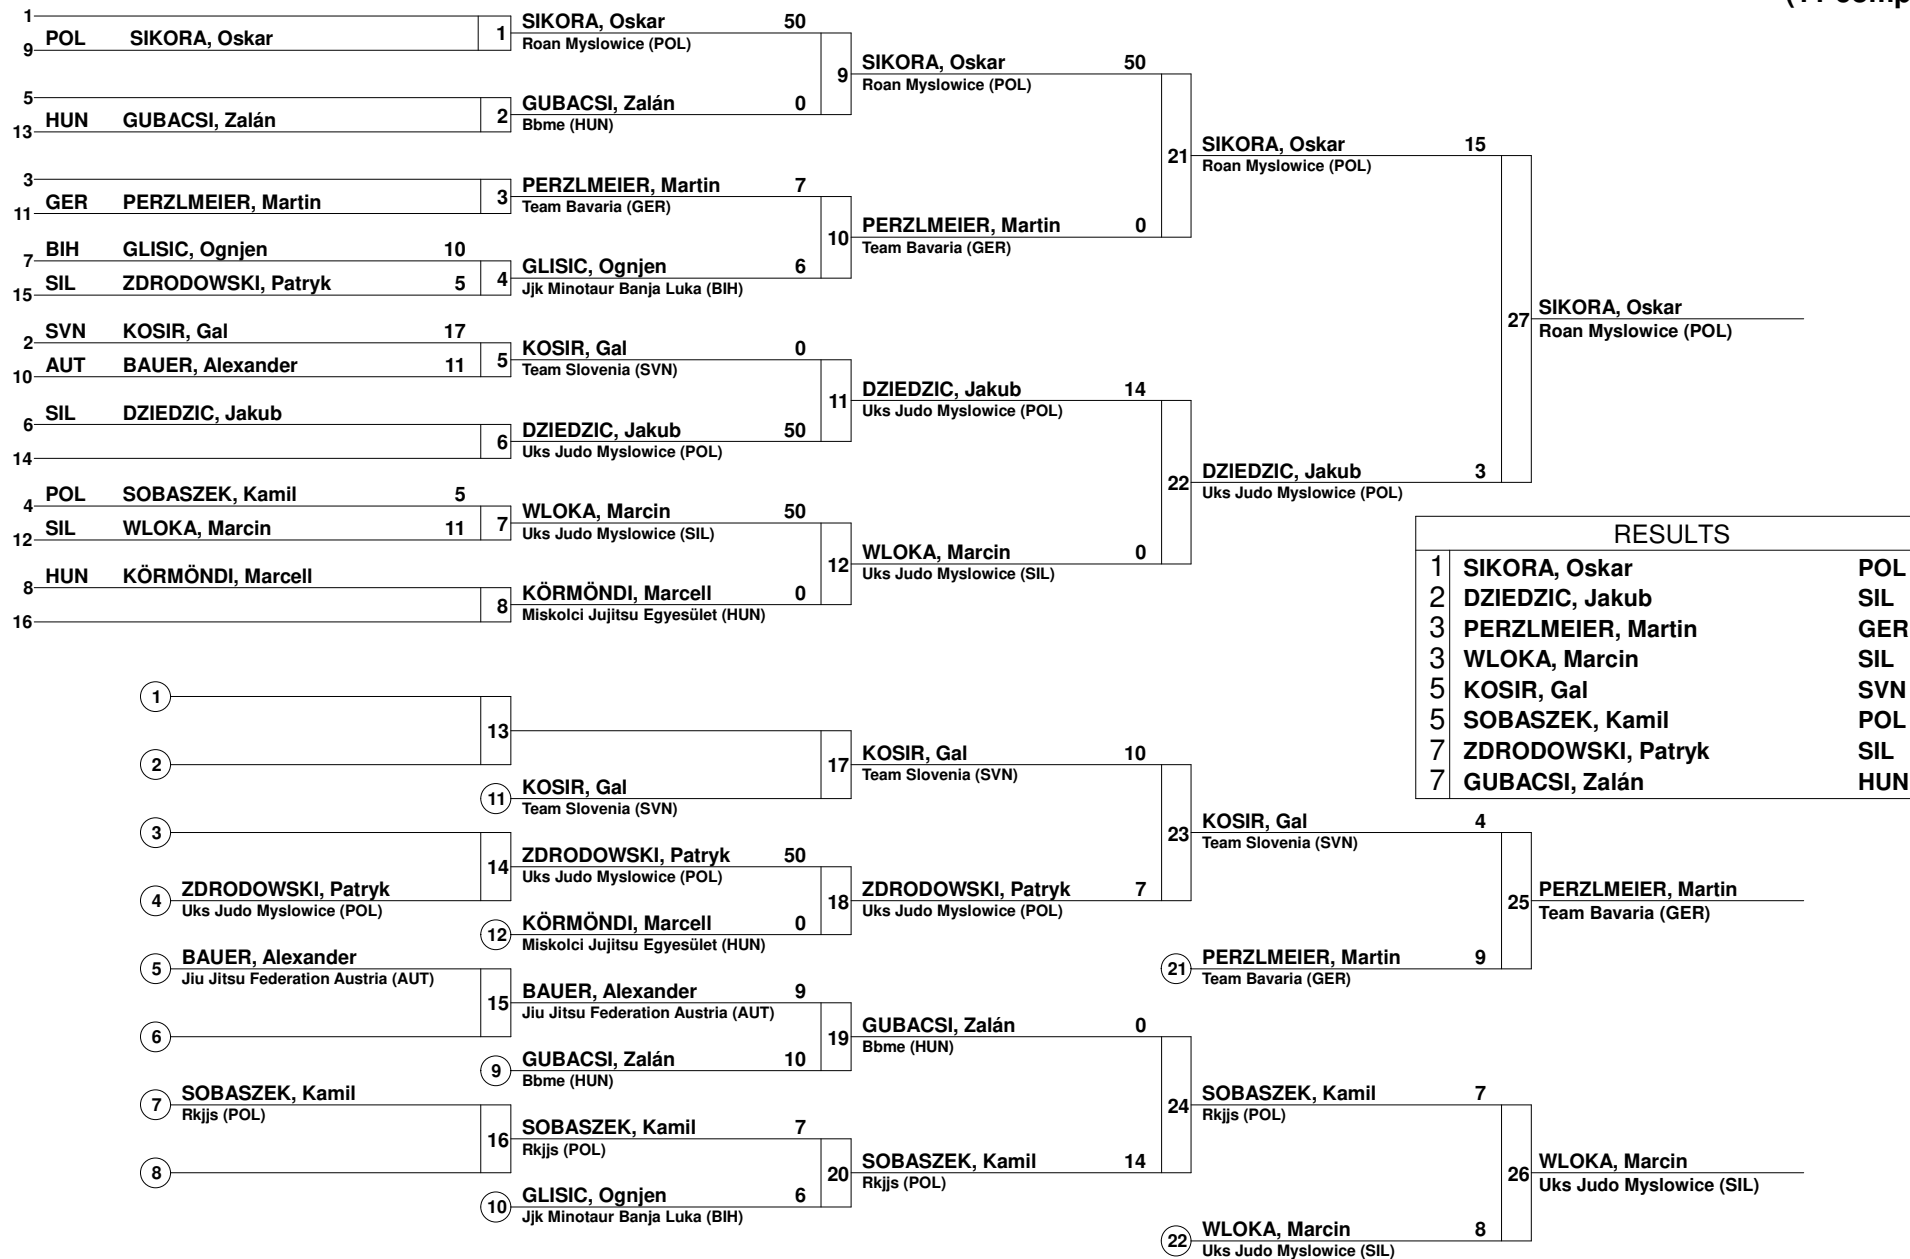 (11 comp
1
POL SIKORA, Oskar
9
1
SIKORA, Oskar 50
Roan Myslowice (POL)
5
HUN GUBACSI, Zalán
13
2
GUBACSI, Zalán 0
Bbme (HUN)
9
SIKORA, Oskar 50
Roan Myslowice (POL)
3
GER PERZLMEIER, Martin
11
3
PERZLMEIER, Martin 7
Team Bavaria (GER)
7 BIH GLISIC, Ognjen 10
15 SIL ZDRODOWSKI, Patryk 5
4
GLISIC, Ognjen 6
Jjk Minotaur Banja Luka (BIH)
10
PERZLMEIER, Martin 0
Team Bavaria (GER)
21
SIKORA, Oskar 15
Roan Myslowice (POL)
2 SVN KOSIR, Gal 17
10 AUT BAUER, Alexander 11
5
KOSIR, Gal 0
Team Slovenia (SVN)
6 SIL DZIEDZIC, Jakub
14
6
DZIEDZIC, Jakub 50
Uks Judo Myslowice (POL)
11
DZIEDZIC, Jakub 14
Uks Judo Myslowice (POL)
4 POL SOBASZEK, Kamil 5
12 SIL WLOKA, Marcin 11
7
WLOKA, Marcin 50
Uks Judo Myslowice (SIL)
8 HUN KÖRMÖNDI, Marcell
16
8
KÖRMÖNDI, Marcell 0
Miskolci Jujitsu Egyesület (HUN)
12
WLOKA, Marcin 0
Uks Judo Myslowice (SIL)
22
DZIEDZIC, Jakub 3
Uks Judo Myslowice (POL)
27
SIKORA, Oskar
Roan Myslowice (POL)
RESULTS
1 SIKORA, Oskar POL
2 DZIEDZIC, Jakub SIL
3 PERZLMEIER, Martin GER
3 WLOKA, Marcin SIL
5 KOSIR, Gal SVN
5 SOBASZEK, Kamil POL
7 ZDRODOWSKI, Patryk SIL
7 GUBACSI, Zalán HUN
1
2
13
11 KOSIR, Gal
Team Slovenia (SVN)
17
KOSIR, Gal 10
Team Slovenia (SVN)
3
4 ZDRODOWSKI, Patryk
Uks Judo Myslowice (POL)
14
ZDRODOWSKI, Patryk 50
Uks Judo Myslowice (POL)
12 KÖRMÖNDI, Marcell 0
Miskolci Jujitsu Egyesület (HUN)
18
ZDRODOWSKI, Patryk 7
Uks Judo Myslowice (POL)
23
KOSIR, Gal 4
Team Slovenia (SVN)
21 PERZLMEIER, Martin 9
Team Bavaria (GER)
25
PERZLMEIER, Martin
Team Bavaria (GER)
5 BAUER, Alexander
Jiu Jitsu Federation Austria (AUT)
6
15
BAUER, Alexander 9
Jiu Jitsu Federation Austria (AUT)
9 GUBACSI, Zalán 10
Bbme (HUN)
19
GUBACSI, Zalán 0
Bbme (HUN)
7 SOBASZEK, Kamil
Rkjjs (POL)
8
16
SOBASZEK, Kamil 7
Rkjjs (POL)
10 GLISIC, Ognjen 6
Jjk Minotaur Banja Luka (BIH)
20
SOBASZEK, Kamil 14
Rkjjs (POL)
24
SOBASZEK, Kamil 7
Rkjjs (POL)
22 WLOKA, Marcin 8
Uks Judo Myslowice (SIL)
26
WLOKA, Marcin
Uks Judo Myslowice (SIL)